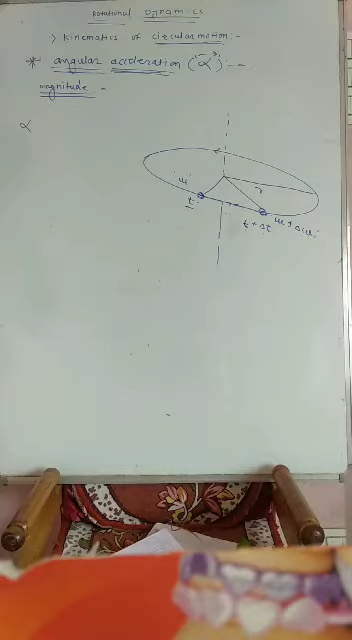 Rotational Dynamics
> Kinematics of circular motion:-
* angular acceleration (α⃗):-
magnitude -
α
ω
r
t
t + Δt
ω + Δω